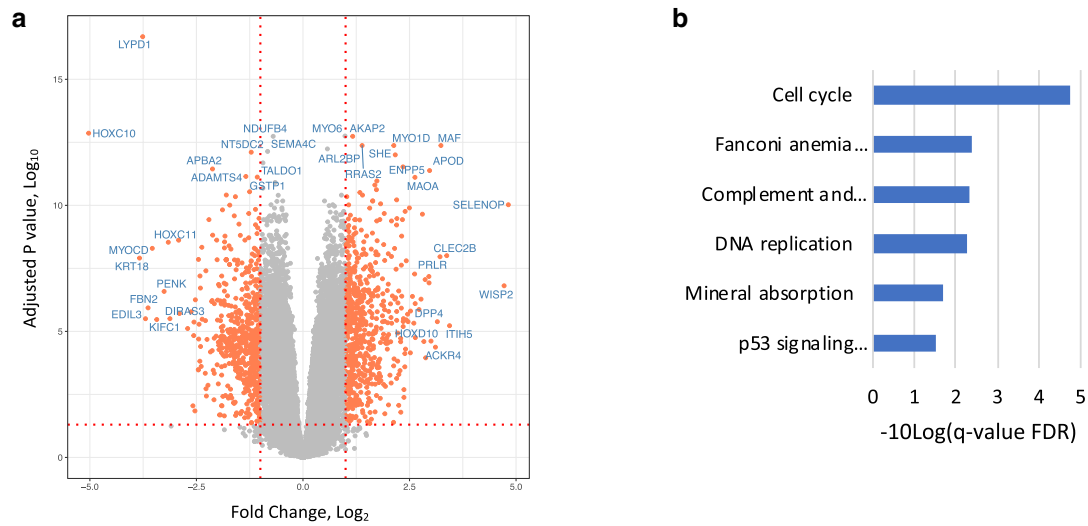 a
b
LYPD1
15
HOXC10
NDUFB4
MYO6
AKAP2
NT5DC2
SEMA4C
MYO1D
MAF
APBA2
ARL2BP
SHE
APOD
ADAMTS4
TALDO1
RRAS2
ENPP5
GSTP1
MAOA
10
SELENOP
HOXC11
MYOCD
CLEC2B
KRT18
PRLR
PENK
WISP2
FBN2
EDIL3
DIRAS3
DPP4
KIFC1
HOXD10
ITIH5
5
ACKR4
0
Adjusted P value, Log10
−5.0 −2.5 0.0 2.5 5.0
Fold Change, Log2
Cell cycle
Fanconi anemia...
Complement and...
DNA replication
Mineral absorption
p53 signaling...
0 1 2 3 4 5
-10Log(q-value FDR)